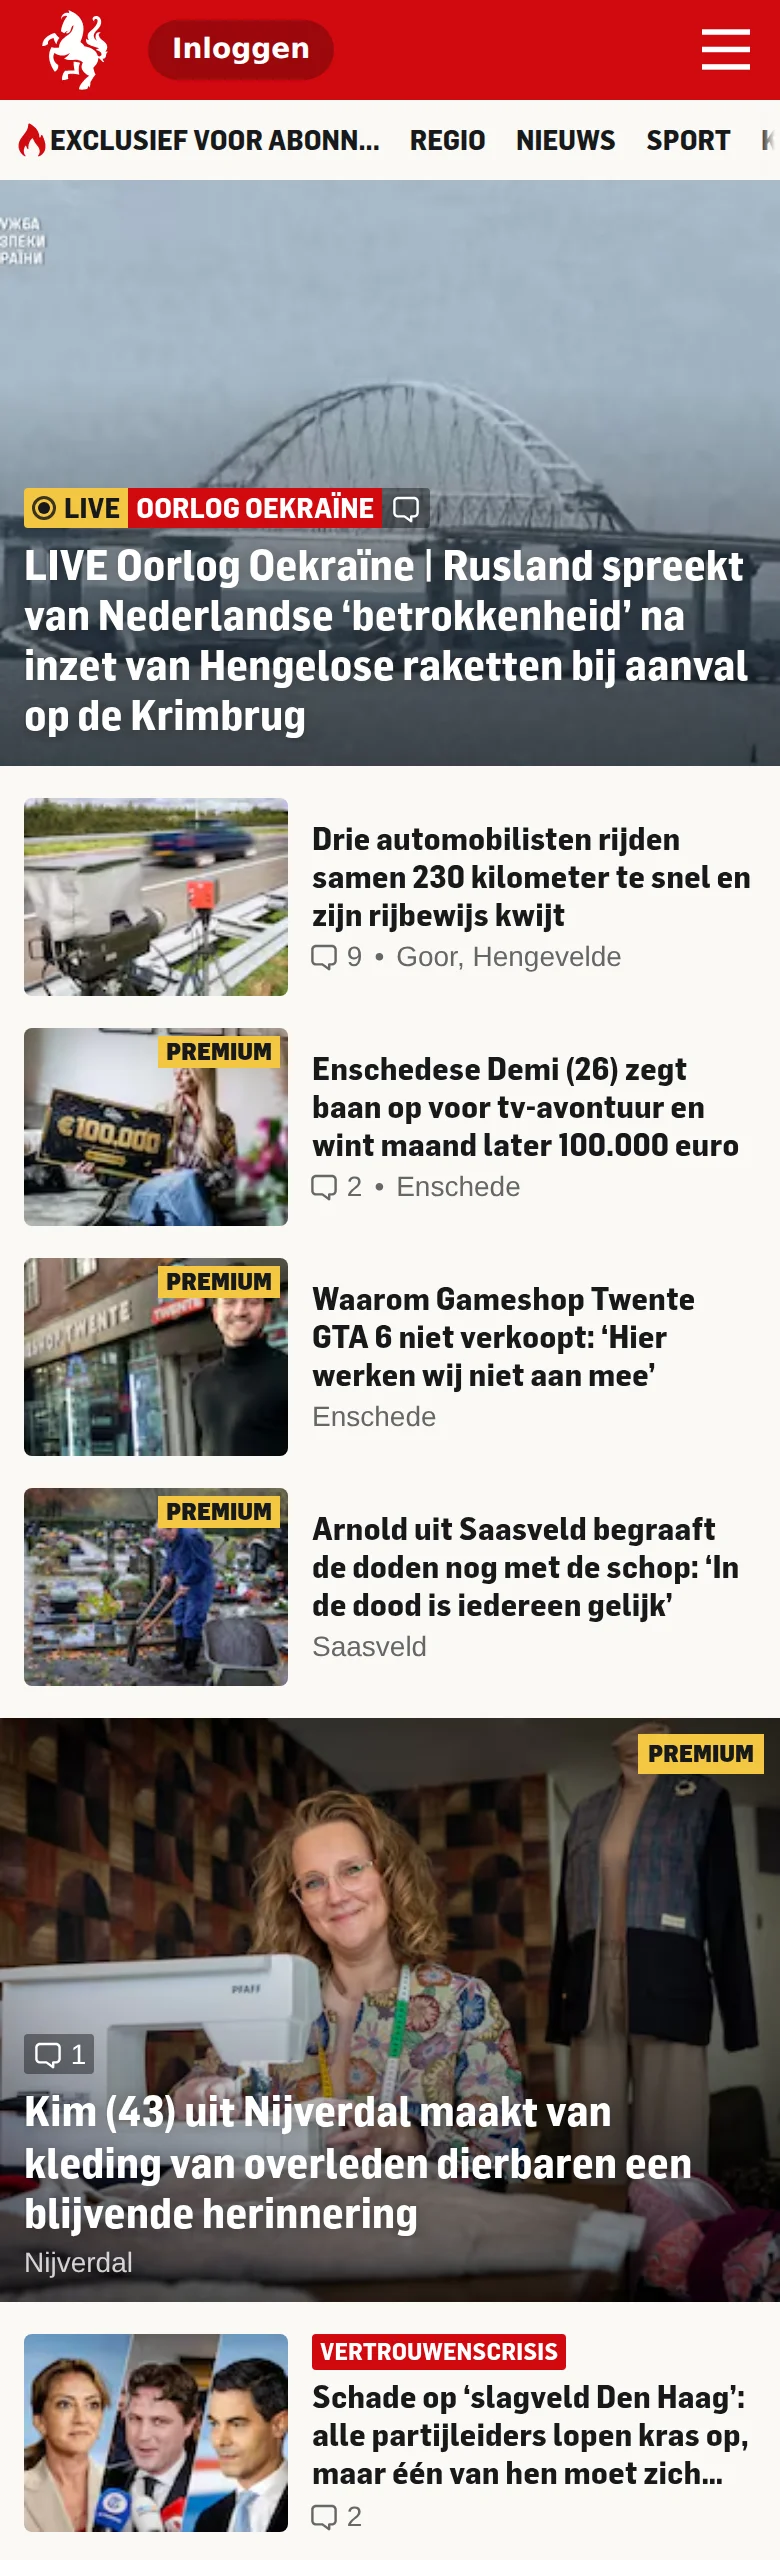 Inloggen
EXCLUSIEF VOOR ABONN... REGIO NIEUWS SPORT K
УЖБА
ЗПЕКИ
РАЇНИ
LIVE OORLOG OEKRAÏNE
LIVE Oorlog Oekraïne | Rusland spreekt
van Nederlandse ‘betrokkenheid’ na
inzet van Hengelose raketten bij aanval
op de Krimbrug
Drie automobilisten rijden
samen 230 kilometer te snel en
zijn rijbewijs kwijt
9 • Goor, Hengevelde
PREMIUM
€100.000
Enschedese Demi (26) zegt
baan op voor tv-avontuur en
wint maand later 100.000 euro
2 • Enschede
PREMIUM
TWENTE
TWENTE
Waarom Gameshop Twente
GTA 6 niet verkoopt: ‘Hier
werken wij niet aan mee’
Enschede
PREMIUM
Arnold uit Saasveld begraaft
de doden nog met de schop: ‘In
de dood is iedereen gelijk’
Saasveld
PREMIUM
PFAFF
1
Kim (43) uit Nijverdal maakt van
kleding van overleden dierbaren een
blijvende herinnering
Nijverdal
VERTROUWENSCRISIS
Schade op ‘slagveld Den Haag’:
alle partijleiders lopen kras op,
maar één van hen moet zich...
2